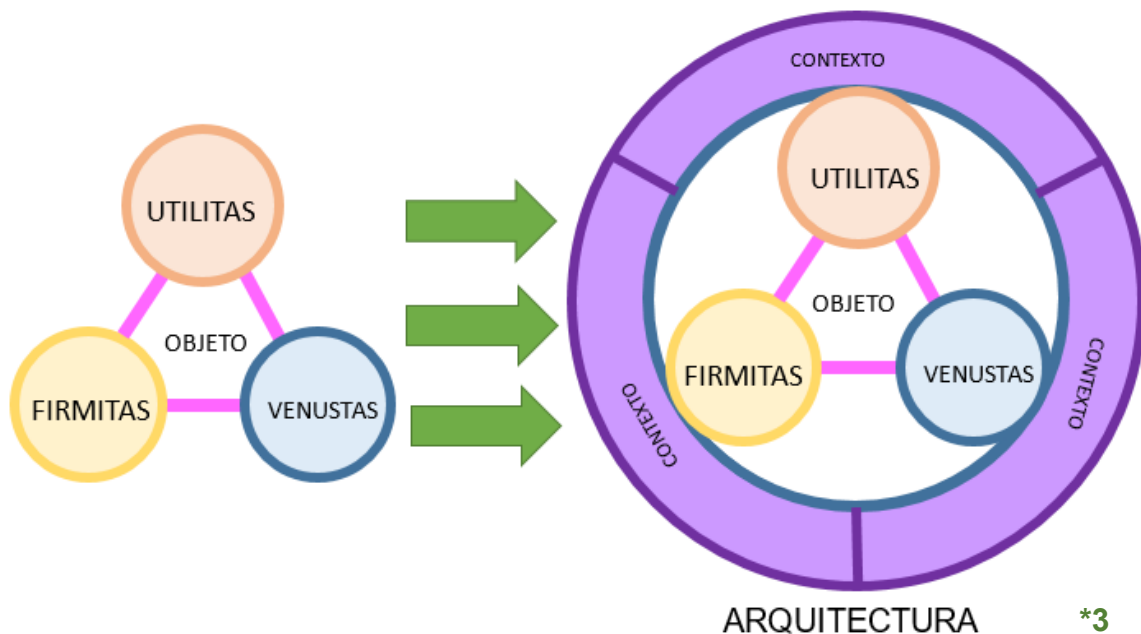 UTILITAS
OBJETO
FIRMITAS
VENUSTAS
CONTEXTO
UTILITAS
OBJETO
FIRMITAS
VENUSTAS
CONTEXTO
CONTEXTO
ARQUITECTURA
*3